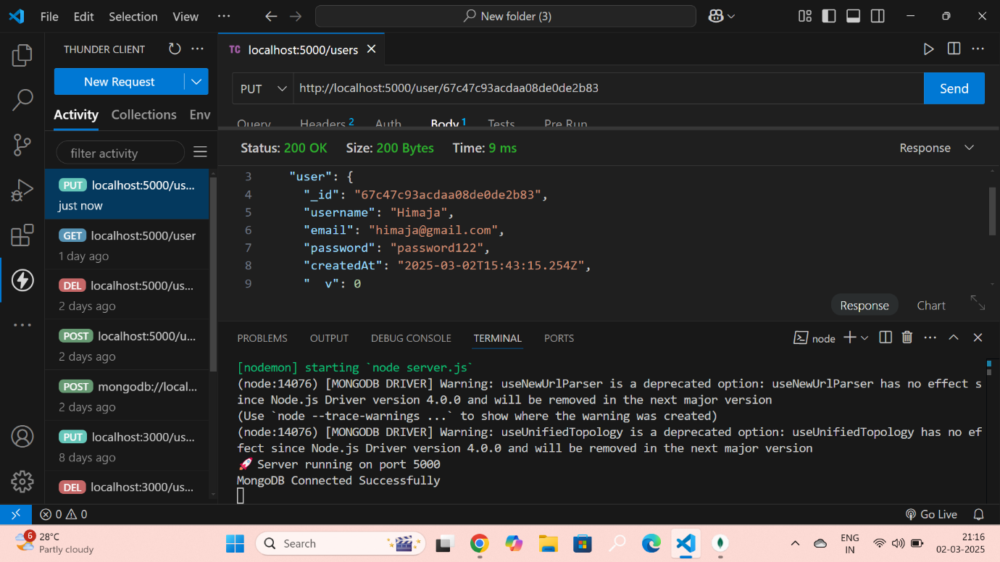 File Edit Selection View ··· New folder (3)
THUNDER CLIENT ···
New Request
Activity Collections Env
filter activity
PUT localhost:5000/us...
just now
GET localhost:5000/user
1 day ago
DEL localhost:5000/us...
2 days ago
POST localhost:5000/u...
2 days ago
POST mongodb://local...
2 days ago
PUT localhost:3000/us...
8 days ago
DEL localhost:3000/us...
TC localhost:5000/users
PUT http://localhost:5000/user/67c47c93acdaa08de0de2b83 Send
Query Headers 2 Auth Body 1 Tests Pre Run
Status: 200 OK Size: 200 Bytes Time: 9 ms Response
3 "user": {
4 "_id": "67c47c93acdaa08de0de2b83",
5 "username": "Himaja",
6 "email": "himaja@gmail.com",
7 "password": "password122",
8 "createdAt": "2025-03-02T15:43:15.254Z",
9 "__v": 0
Response Chart
PROBLEMS OUTPUT DEBUG CONSOLE TERMINAL PORTS node
[nodemon] starting `node server.js`
(node:14076) [MONGODB DRIVER] Warning: useNewUrlParser is a deprecated option: useNewUrlParser has no effect s
ince Node.js Driver version 4.0.0 and will be removed in the next major version
(Use `node --trace-warnings ...` to show where the warning was created)
(node:14076) [MONGODB DRIVER] Warning: useUnifiedTopology is a deprecated option: useUnifiedTopology has no ef
fect since Node.js Driver version 4.0.0 and will be removed in the next major version
🚀 Server running on port 5000
MongoDB Connected Successfully
0 0 Go Live
6 28°C
Partly cloudy
Search
ENG
IN
21:16
02-03-2025